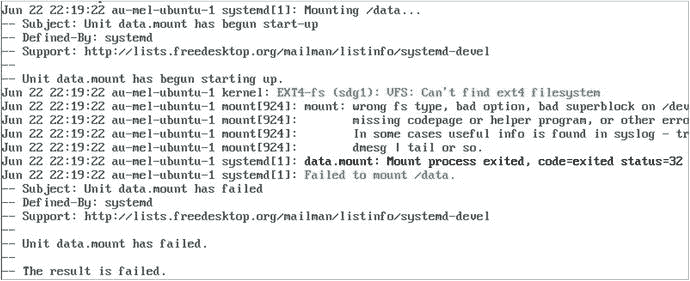 Jun 22 22:19:22 au-mel-ubuntu-1 systemd[1]: Mounting /data...
-- Subject: Unit data.mount has begun start-up
-- Defined-By: systemd
-- Support: http://lists.freedesktop.org/mailman/listinfo/systemd-devel
--
-- Unit data.mount has begun starting up.
Jun 22 22:19:22 au-mel-ubuntu-1 kernel: EXT4-fs (sdg1): VFS: Can't find ext4 filesystem
Jun 22 22:19:22 au-mel-ubuntu-1 mount[924]: mount: wrong fs type, bad option, bad superblock on /dev
Jun 22 22:19:22 au-mel-ubuntu-1 mount[924]: missing codepage or helper program, or other erro
Jun 22 22:19:22 au-mel-ubuntu-1 mount[924]: In some cases useful info is found in syslog - tr
Jun 22 22:19:22 au-mel-ubuntu-1 mount[924]: dmesg | tail or so.
Jun 22 22:19:22 au-mel-ubuntu-1 systemd[1]: data.mount: Mount process exited, code=exited status=32
Jun 22 22:19:22 au-mel-ubuntu-1 systemd[1]: Failed to mount /data.
-- Subject: Unit data.mount has failed
-- Defined-By: systemd
-- Support: http://lists.freedesktop.org/mailman/listinfo/systemd-devel
--
-- Unit data.mount has failed.
--
-- The result is failed.